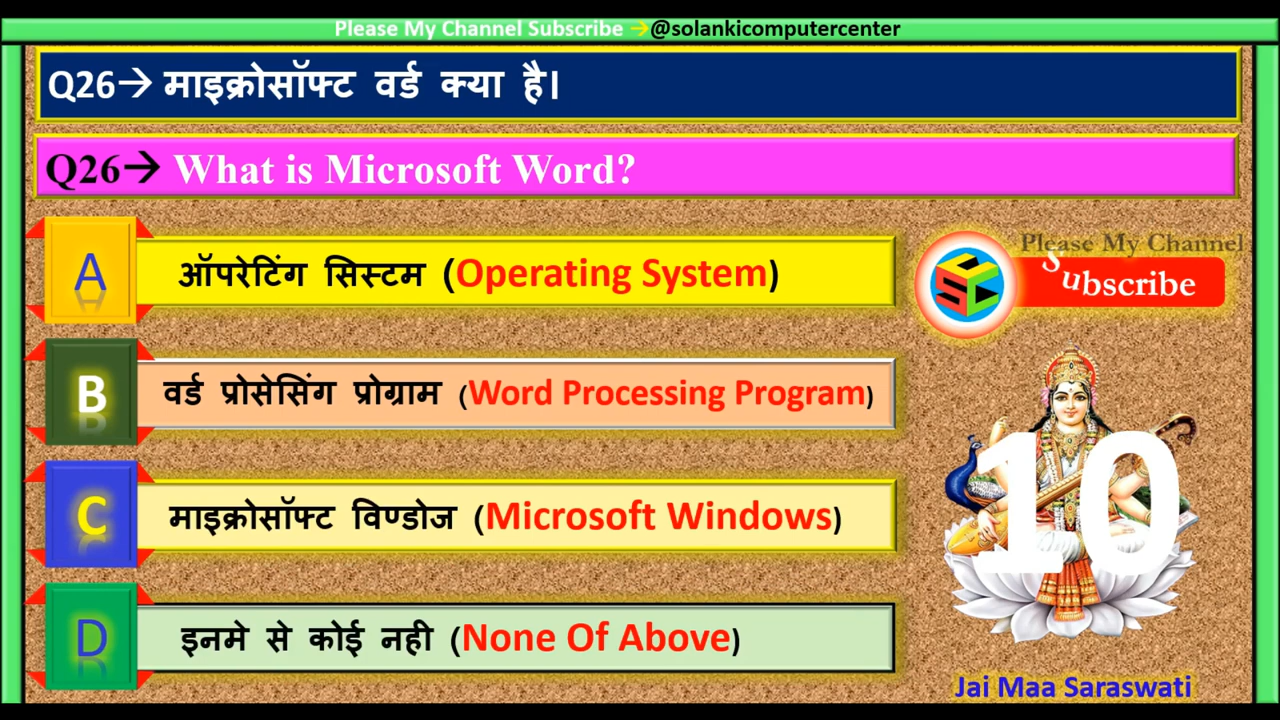 Please My Channel Subscribe →@solankicomputercenter
Q26→ माइक्रोसॉफ्ट वर्ड क्या है।
Q26→ What is Microsoft Word?
A ऑपरेटिंग सिस्टम (Operating System)
Please My Channel
Subscribe
B वर्ड प्रोसेसिंग प्रोग्राम (Word Processing Program)
10
C माइक्रोसॉफ्ट विण्डोज (Microsoft Windows)
D इनमे से कोई नही (None Of Above)
Jai Maa Saraswati